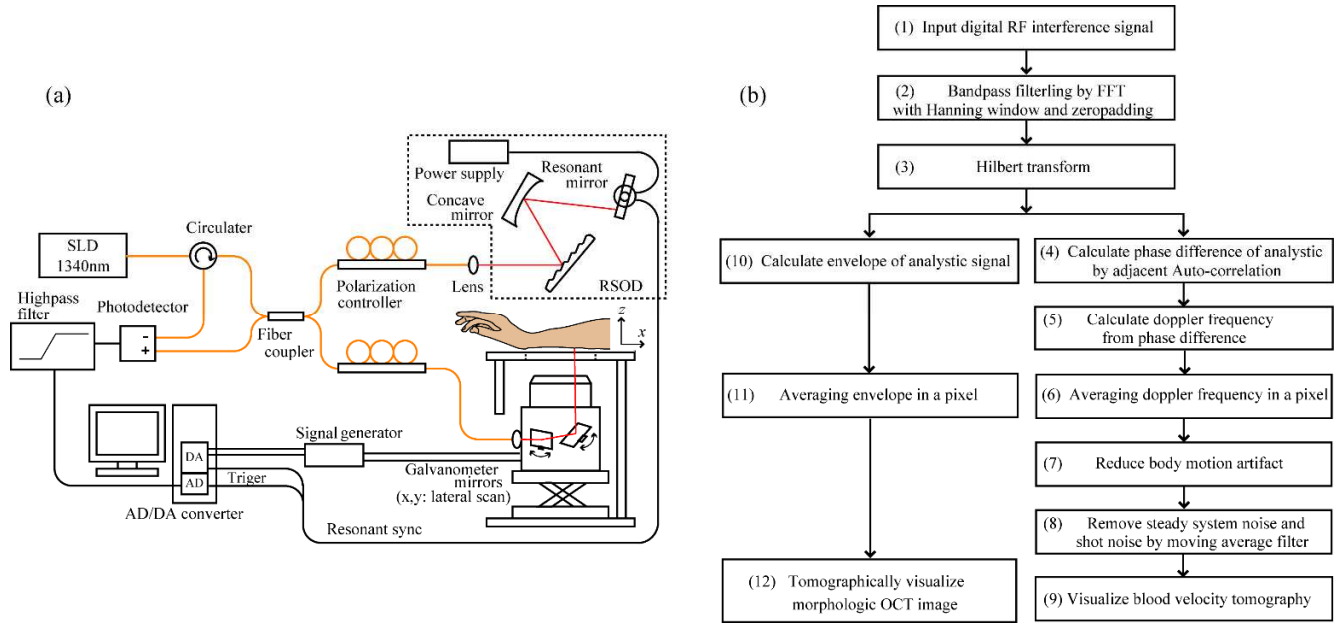 (a)
Power supply
Resonant
mirror
Concave
mirror
SLD
1340nm
Circulater
Polarization
controller
Lens
RSOD
Highpass
filter
Photodetector
-
+
Fiber
coupler
z
x
DA
AD
Signal generator
Triger
Galvanometer
mirrors
(x,y: lateral scan)
AD/DA converter
Resonant sync
(b)
(1) Input digital RF interference signal
(2) Bandpass filterling by FFT
with Hanning window and zeropadding
(3) Hilbert transform
(4) Calculate phase difference of analystic
by adjacent Auto-correlation
(5) Calculate doppler frequency
from phase difference
(6) Averaging doppler frequency in a pixel
(7) Reduce body motion artifact
(8) Remove steady system noise and
shot noise by moving average filter
(9) Visualize blood velocity tomography
(10) Calculate envelope of analystic signal
(11) Averaging envelope in a pixel
(12) Tomographically visualize
morphologic OCT image